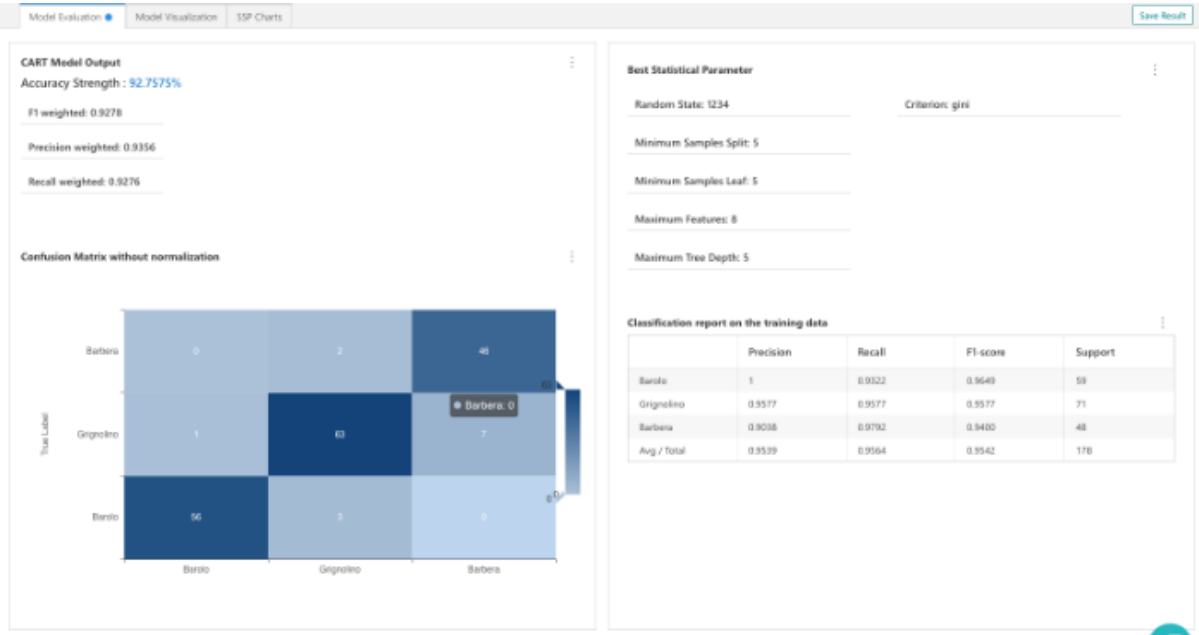 Model Evaluation
Model Visualization
SSP Charts
Save Result
CART Model Output
Accuracy Strength : 92.7575%
F1 weighted: 0.9278
Precision weighted: 0.9356
Recall weighted: 0.9276
Confusion Matrix without normalization
Barbera 0 2 46
63
Barbera: 0
True Label
Grignolino 1 63 7
0
Barolo 56 3 0
Barolo Grignolino Barbera
Best Statistical Parameter
Random State: 1234
Criterion: gini
Minimum Samples Split: 5
Minimum Samples Leaf: 5
Maximum Features: 8
Maximum Tree Depth: 5
Classification report on the training data
Precision Recall F1-score Support
Barolo 1 0.9322 0.9649 59
Grignolino 0.9577 0.9577 0.9577 71
Barbera 0.9038 0.9792 0.9400 48
Avg / Total 0.9539 0.9564 0.9542 178